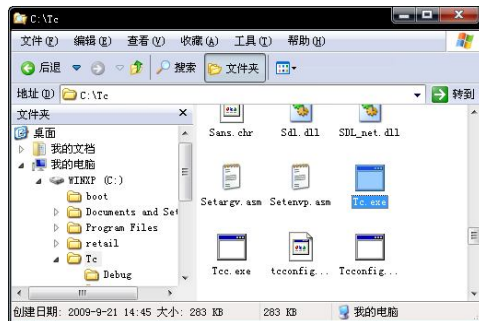 C:\Tc
文件(F) 编辑(E) 查看(V) 收藏(A) 工具(T) 帮助(H)
后退 搜索 文件夹
地址(D) C:\Tc 转到
文件夹
桌面
我的文档
我的电脑
WINXP (C:)
boot
Documents and Set
Program Files
retail
Tc
Debug
Sans.chr Sdl.dll SDL_net.dll
Setargv.asm Setenvp.asm Tc.exe
Tcc.exe tcconfig... Tcconfig...
创建日期: 2009-9-21 14:45 大小: 283 KB 283 KB 我的电脑